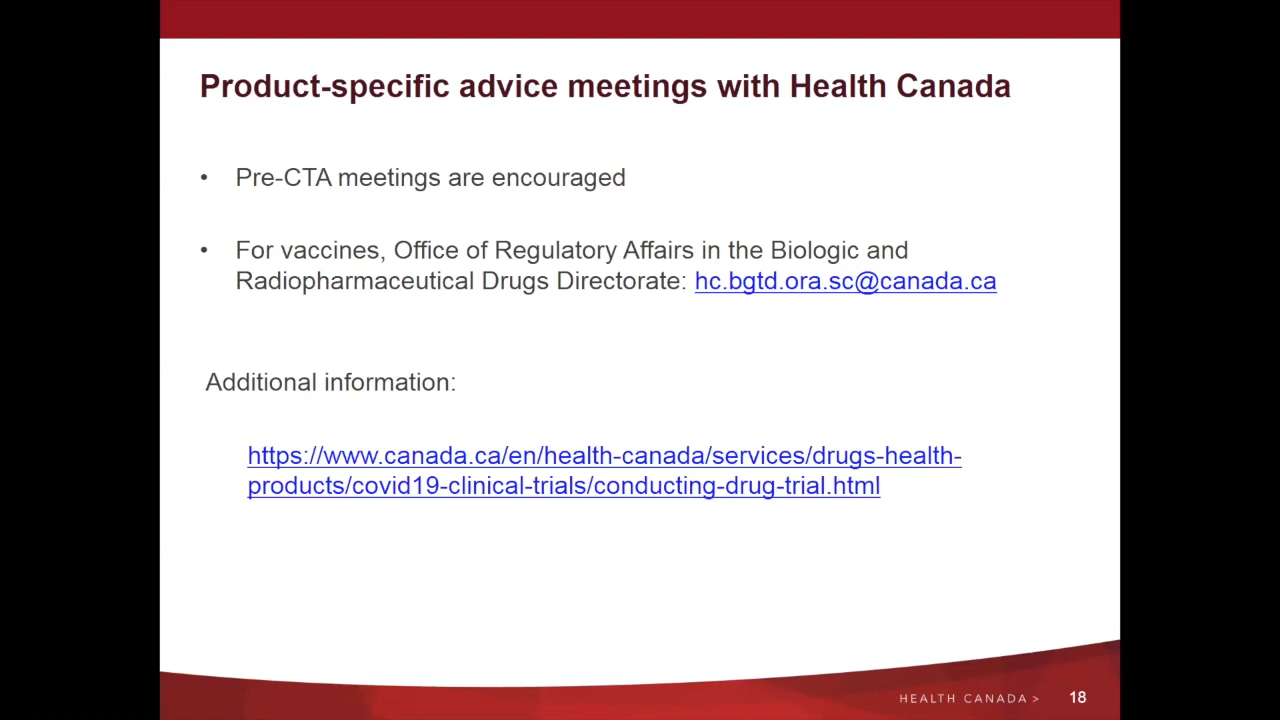 Product-specific advice meetings with Health Canada
• Pre-CTA meetings are encouraged
• For vaccines, Office of Regulatory Affairs in the Biologic and
Radiopharmaceutical Drugs Directorate: hc.bgtd.ora.sc@canada.ca
Additional information:
https://www.canada.ca/en/health-canada/services/drugs-health-
products/covid19-clinical-trials/conducting-drug-trial.html
HEALTH CANADA > 18